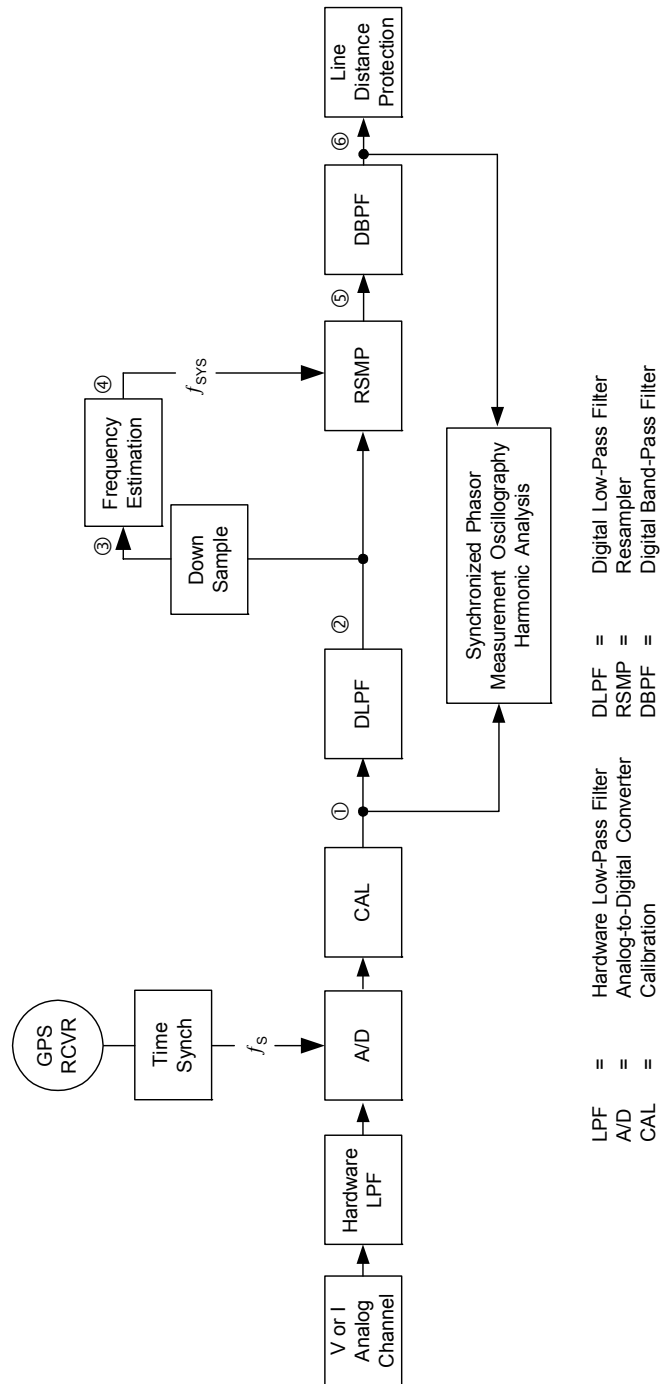 GPS
RCVR
Time
Synch
fS
V or I
Analog
Channel
Hardware
LPF
A/D
CAL
①
DLPF
②
Down
Sample
③
Frequency
Estimation
④
fSYS
RSMP
⑤
DBPF
⑥
Line
Distance
Protection
Synchronized Phasor
Measurement Oscillography
Harmonic Analysis
LPF = Hardware Low-Pass Filter DLPF = Digital Low-Pass Filter
A/D = Analog-to-Digital Converter RSMP = Resampler
CAL = Calibration DBPF = Digital Band-Pass Filter